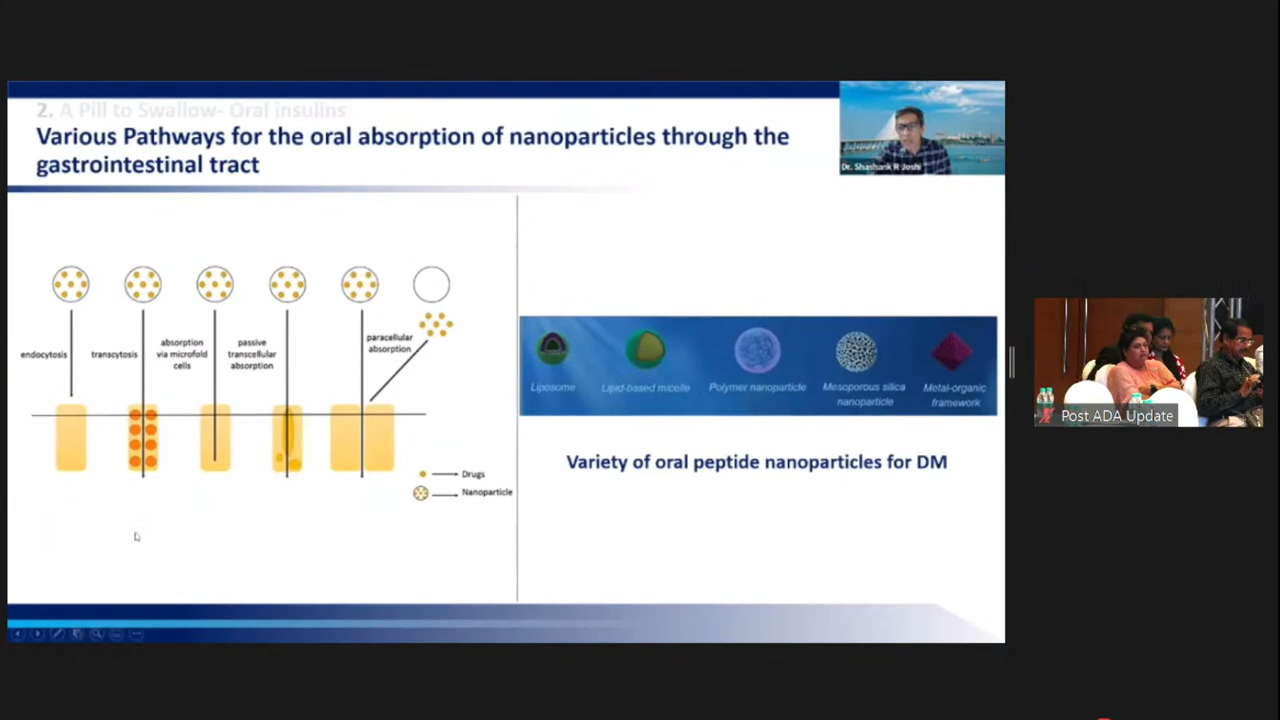 2. A Pill to Swallow- Oral insulins
Various Pathways for the oral absorption of nanoparticles through the
gastrointestinal tract
Dr. Shashank R Joshi
endocytosis
transcytosis
absorption
via microfold
cells
passive
transcellular
absorption
paracellular
absorption
Drugs
Nanoparticle
Liposome
Lipid-based micelle
Polymer nanoparticle
Mesoporous silica
nanoparticle
Metal-organic
framework
Variety of oral peptide nanoparticles for DM
Post ADA Update